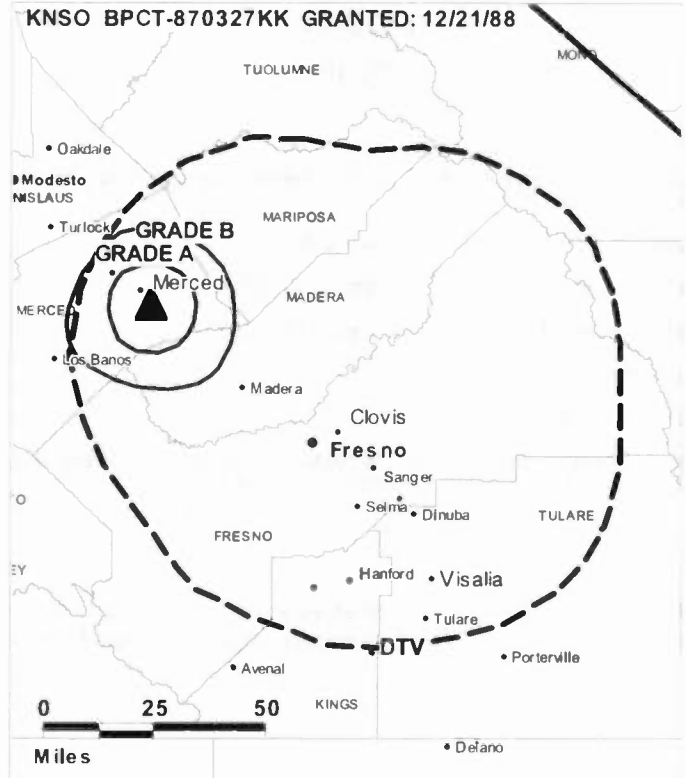 KNSO BPCT-870327KK GRANTED: 12/21/88
MONO
TUOLUMNE
Oakdale
Modesto
NISLAUS
Turlock
MARIPOSA
GRADE B
GRADE A
Merced
MADERA
MERCED
Los Banos
Madera
Clovis
Fresno
Sanger
Selma
Dinuba
TULARE
FRESNO
EY
Hanford
Visalia
Tulare
DTV
Porterville
Avenal
KINGS
0 25 50
Miles
Delano